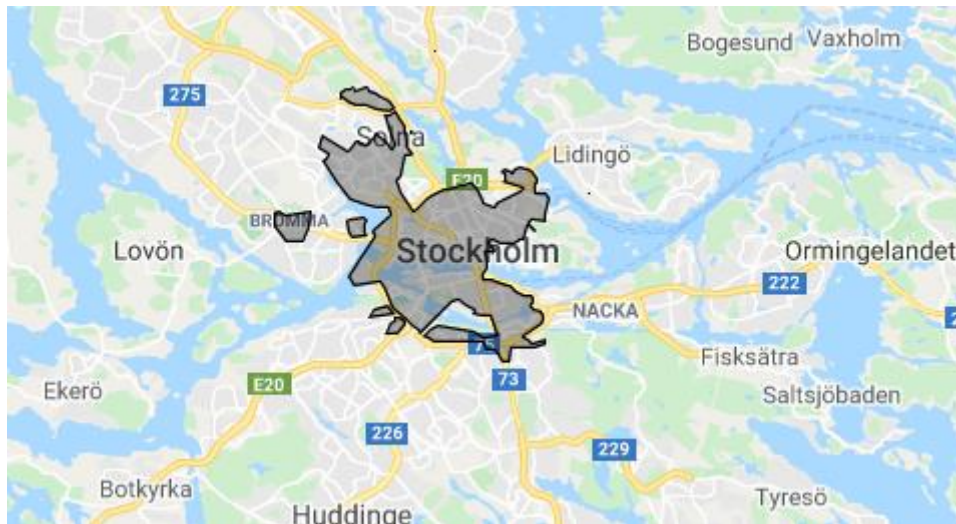 Bogesund
Vaxholm
275
Solna
Lidingö
E20
BROMMA
Lovön
Stockholm
Ormingelandet
222
NACKA
75
Fisksätra
Ekerö
E20
73
Saltsjöbaden
226
229
Botkyrka
Tyresö
Huddinge